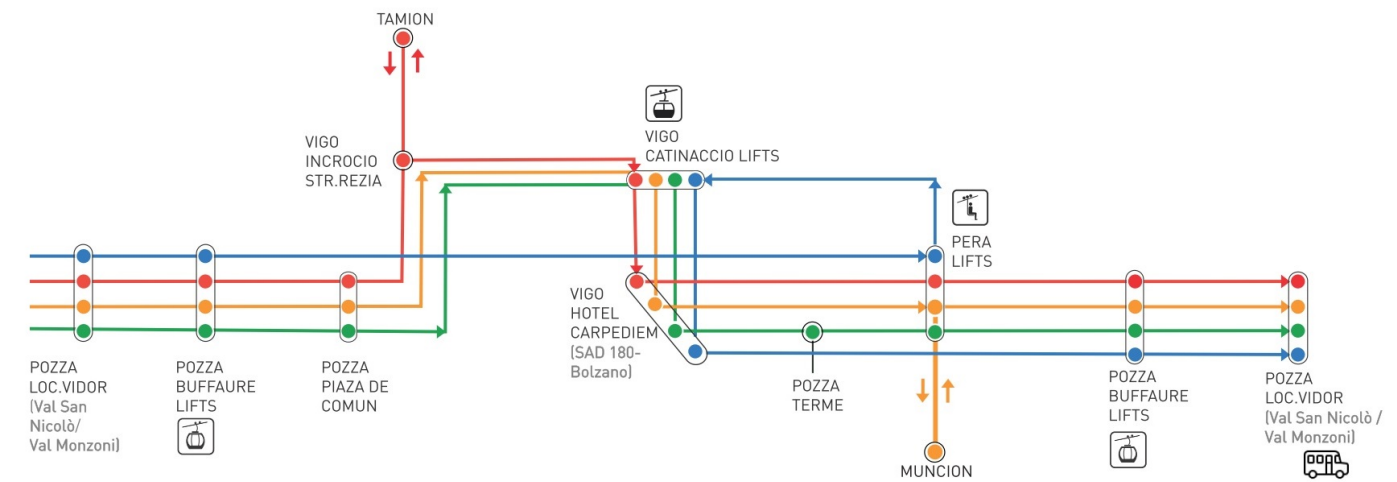 TAMION
VIGO
INCROCIO
STR.REZIA
VIGO
CATINACCIO LIFTS
PERA
LIFTS
VIGO
HOTEL
CARPEDIEM
(SAD 180-
Bolzano)
POZZA
LOC.VIDOR
(Val San
Nicolò/
Val Monzoni)
POZZA
BUFFAURE
LIFTS
POZZA
PIAZA DE
COMUN
POZZA
TERME
MUNCION
POZZA
BUFFAURE
LIFTS
POZZA
LOC.VIDOR
(Val San Nicolò /
Val Monzoni)